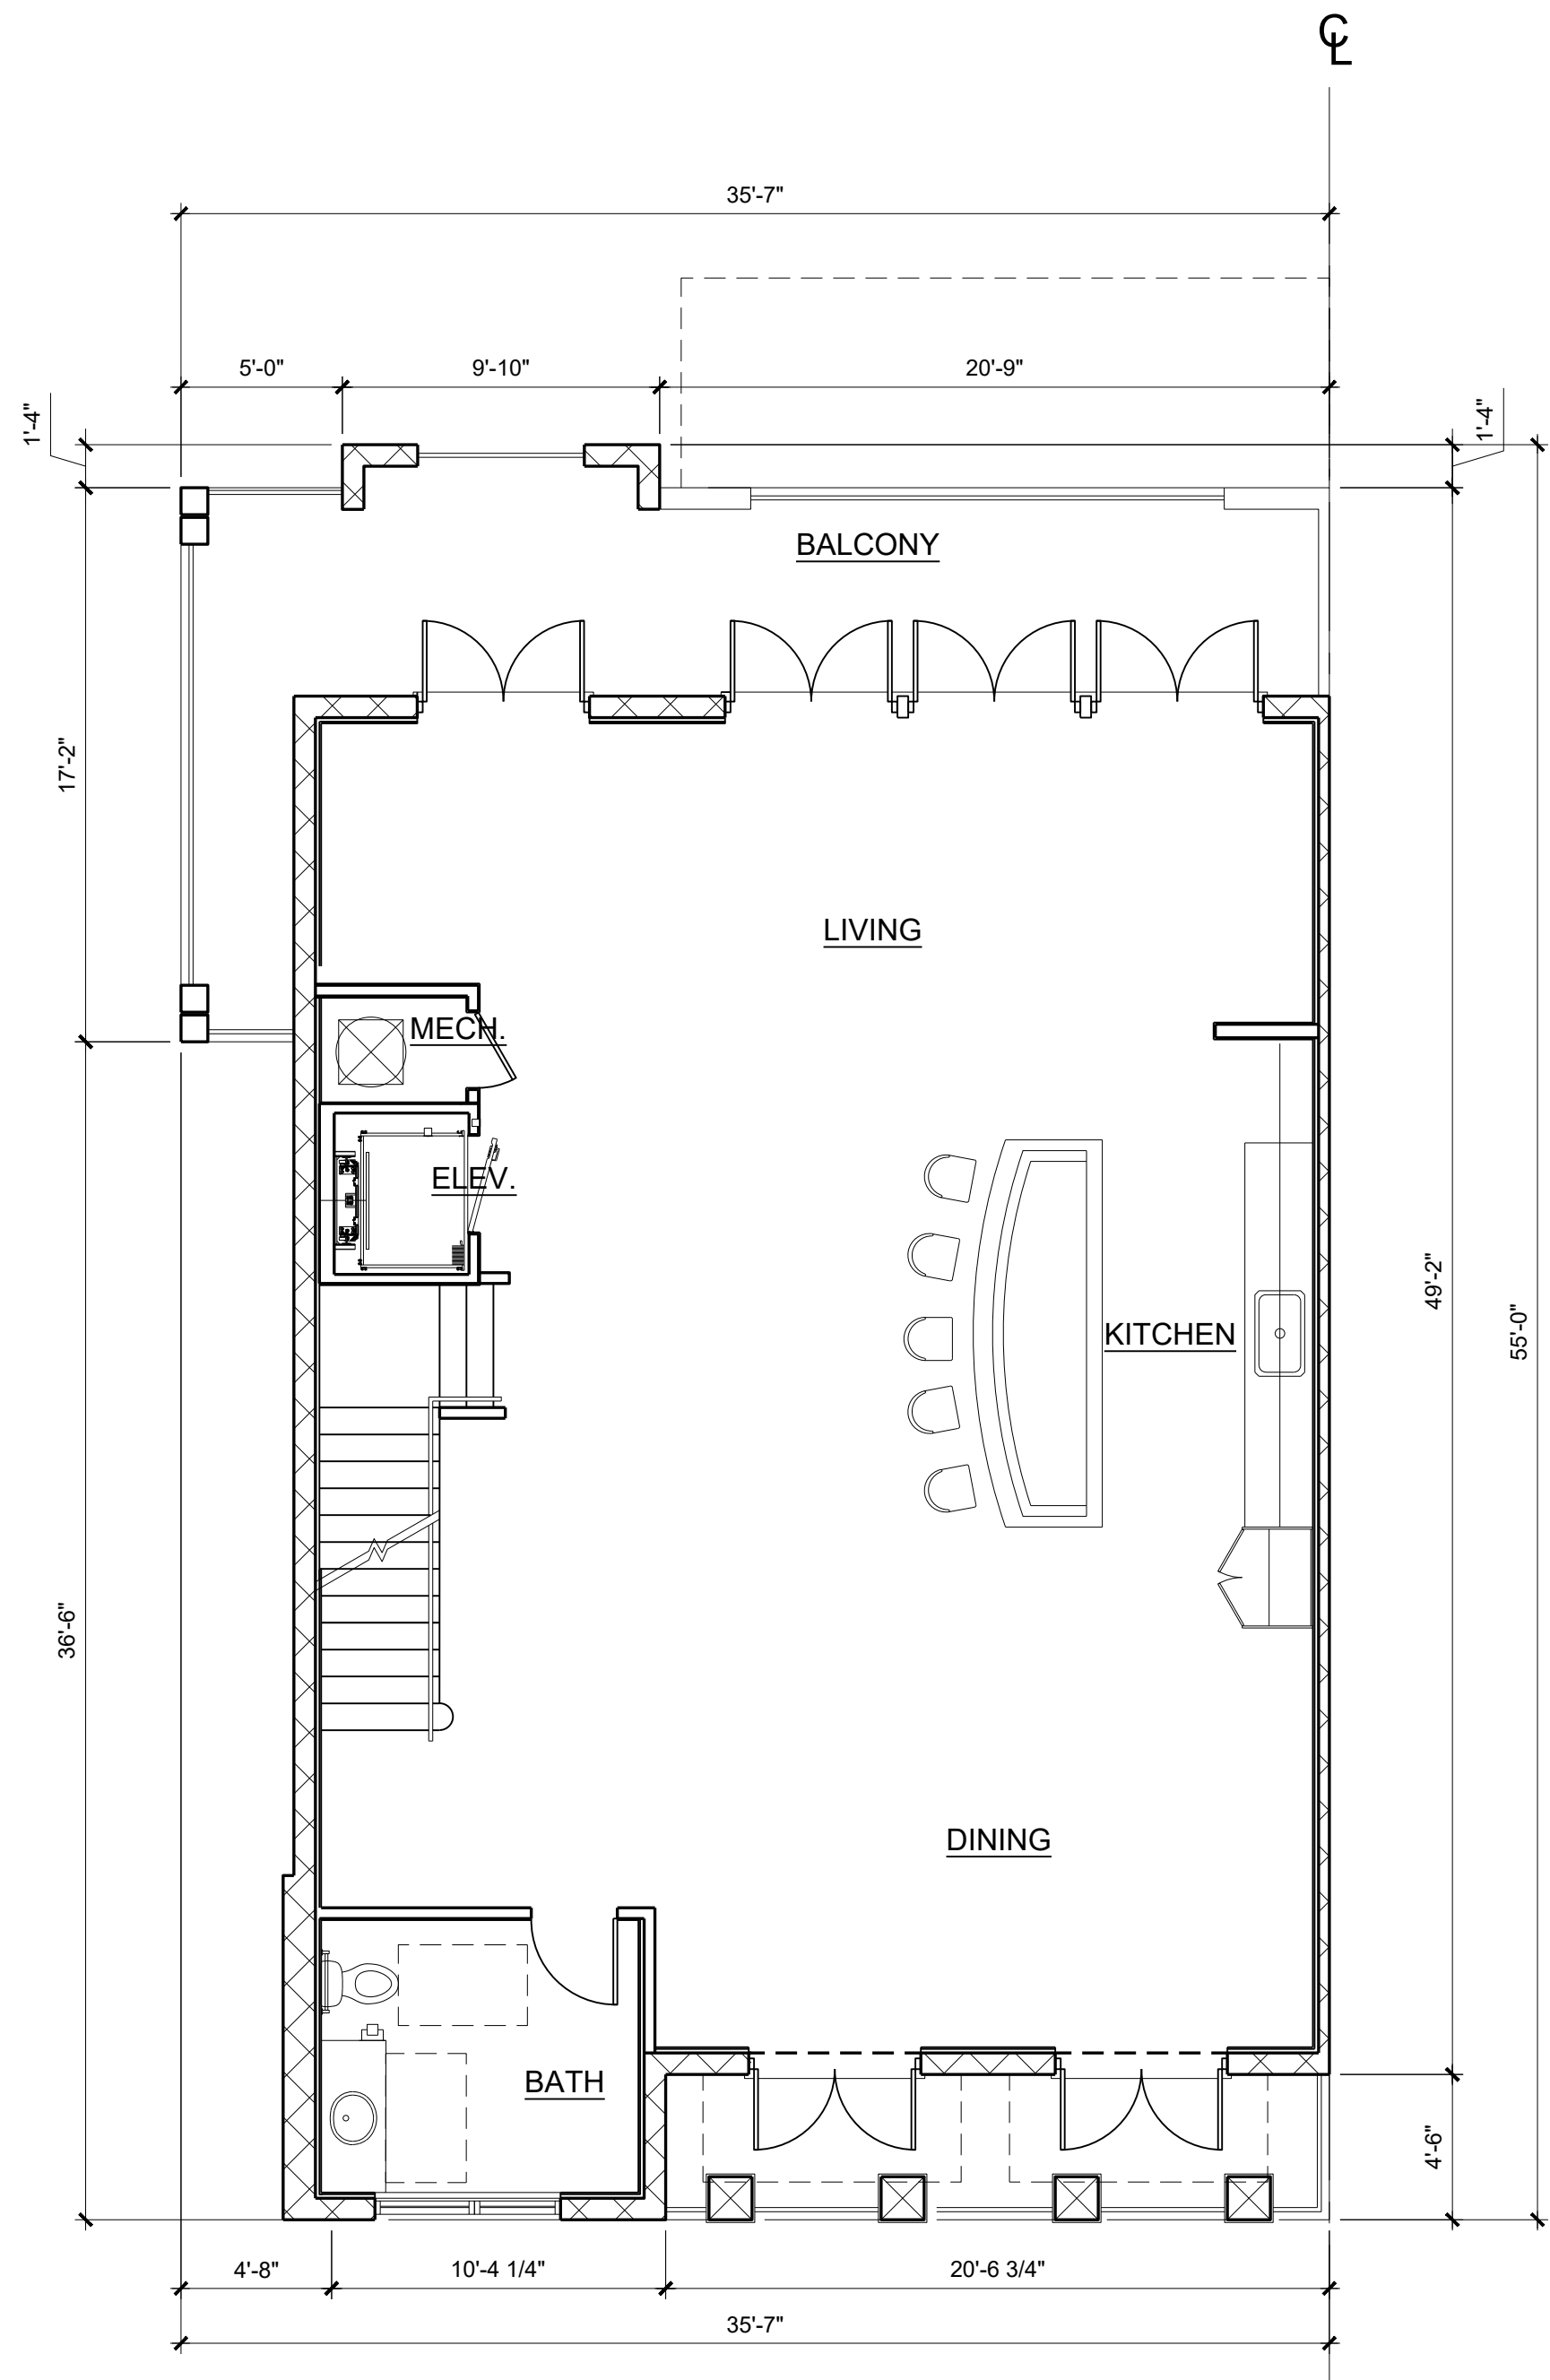 ℄
35'-7"
5'-0"
9'-10"
20'-9"
1'-4"
1'-4"
BALCONY
17'-2"
LIVING
MECH.
ELEV.
49'-2"
55'-0"
KITCHEN
36'-6"
DINING
BATH
4'-6"
4'-8"
10'-4 1/4"
20'-6 3/4"
35'-7"